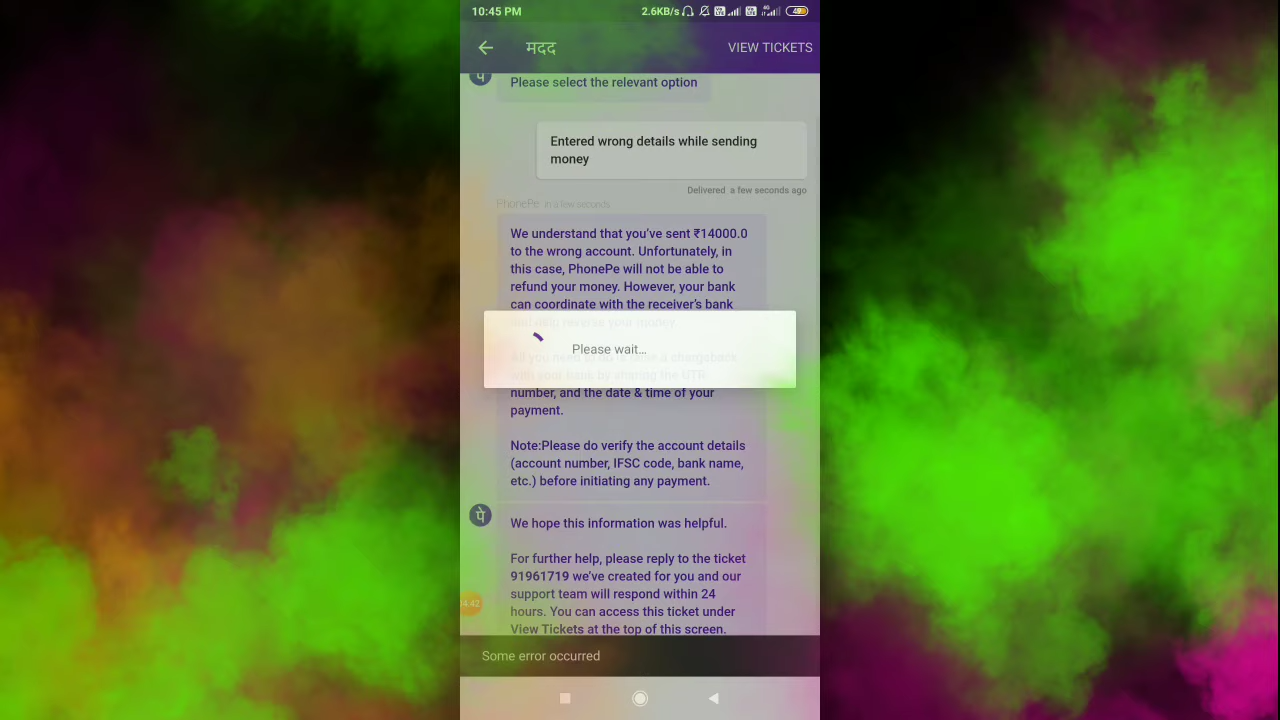 10:45 PM 2.6KB/s
मदद VIEW TICKETS
Please select the relevant option
Entered wrong details while sending
money
Delivered a few seconds ago
PhonePe in a few seconds
We understand that you've sent ₹14000.0
to the wrong account. Unfortunately, in
this case, PhonePe will not be able to
refund your money. However, your bank
can coordinate with the receiver's bank
Please wait...
number, and the date & time of your
payment.
Note:Please do verify the account details
(account number, IFSC code, bank name,
etc.) before initiating any payment.
पे
We hope this information was helpful.
For further help, please reply to the ticket
91961719 we've created for you and our
support team will respond within 24
hours. You can access this ticket under
View Tickets at the top of this screen.
Some error occurred